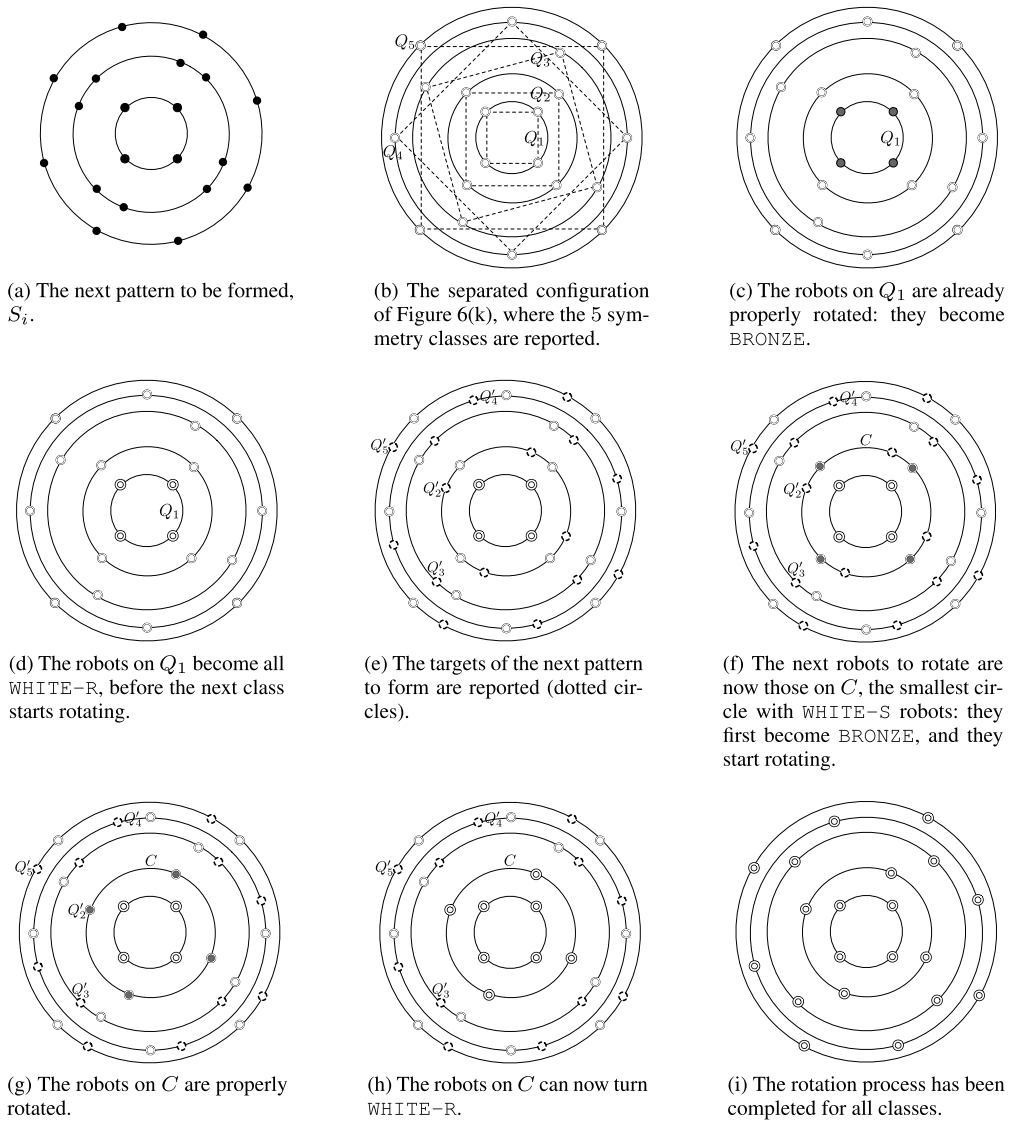 Q5
Q3
Q2
Q1
Q4
Q1
(a) The next pattern to be formed,
Si.
(b) The separated configuration
of Figure 6(k), where the 5 sym-
metry classes are reported.
(c) The robots on Q1 are already
properly rotated: they become
BRONZE.
Q1
Q′4
Q′5
Q′2
Q′3
Q′4
C
Q′5
Q′2
Q′3
(d) The robots on Q1 become all
WHITE-R, before the next class
starts rotating.
(e) The targets of the next pattern
to form are reported (dotted cir-
cles).
(f) The next robots to rotate are
now those on C, the smallest cir-
cle with WHITE-S robots: they
first become BRONZE, and they
start rotating.
Q′4
C
Q′5
Q′2
Q′3
Q′4
C
Q′5
Q′3
(g) The robots on C are properly
rotated.
(h) The robots on C can now turn
WHITE-R.
(i) The rotation process has been
completed for all classes.